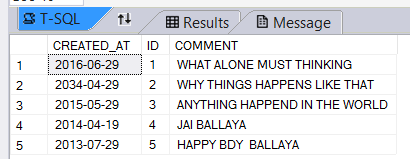 T-SQL Results Message
CREATED_AT ID COMMENT
1 2016-06-29 1 WHAT ALONE MUST THINKING
2 2034-04-29 2 WHY THINGS HAPPENS LIKE THAT
3 2015-05-29 3 ANYTHING HAPPEND IN THE WORLD
4 2014-04-19 4 JAI BALLAYA
5 2013-07-29 5 HAPPY BDY BALLAYA